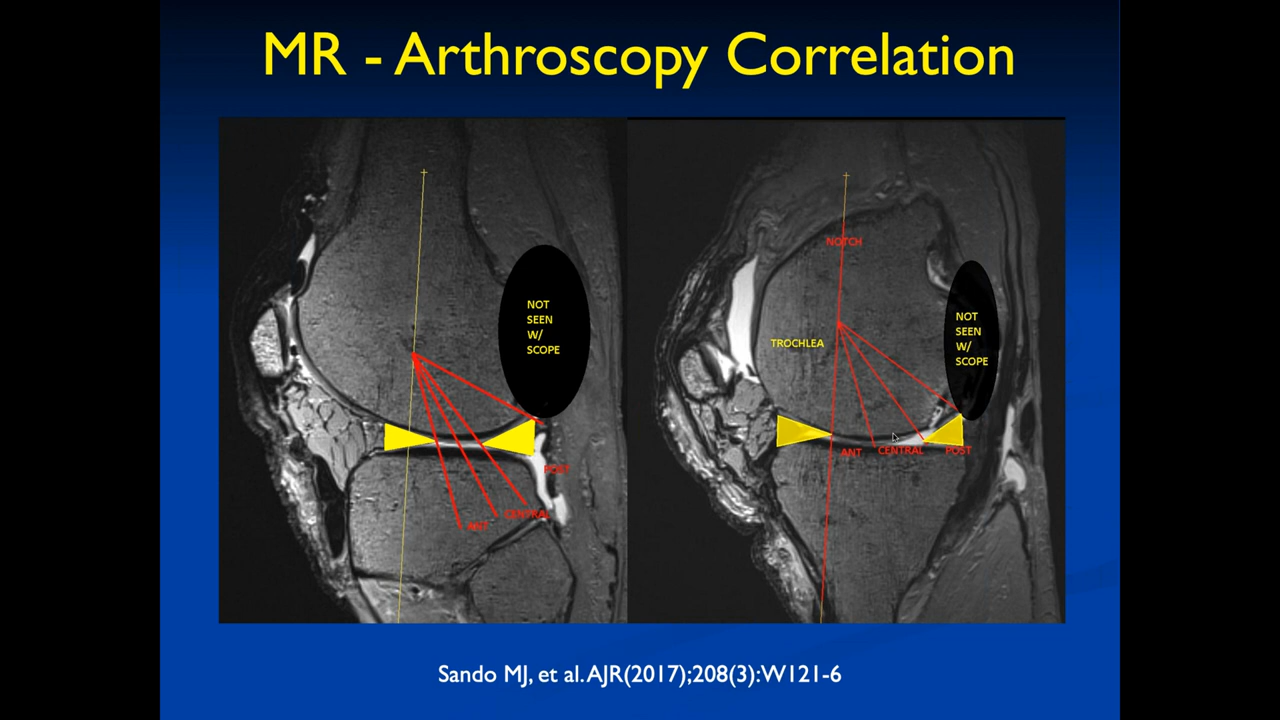 MR - Arthroscopy Correlation
NOT
SEEN
W/
SCOPE
POST
ANT
CENTRAL
NOTCH
TROCHLEA
NOT
SEEN
W/
SCOPE
ANT
CENTRAL
POST
Sando MJ, et al. AJR(2017);208(3):W121-6